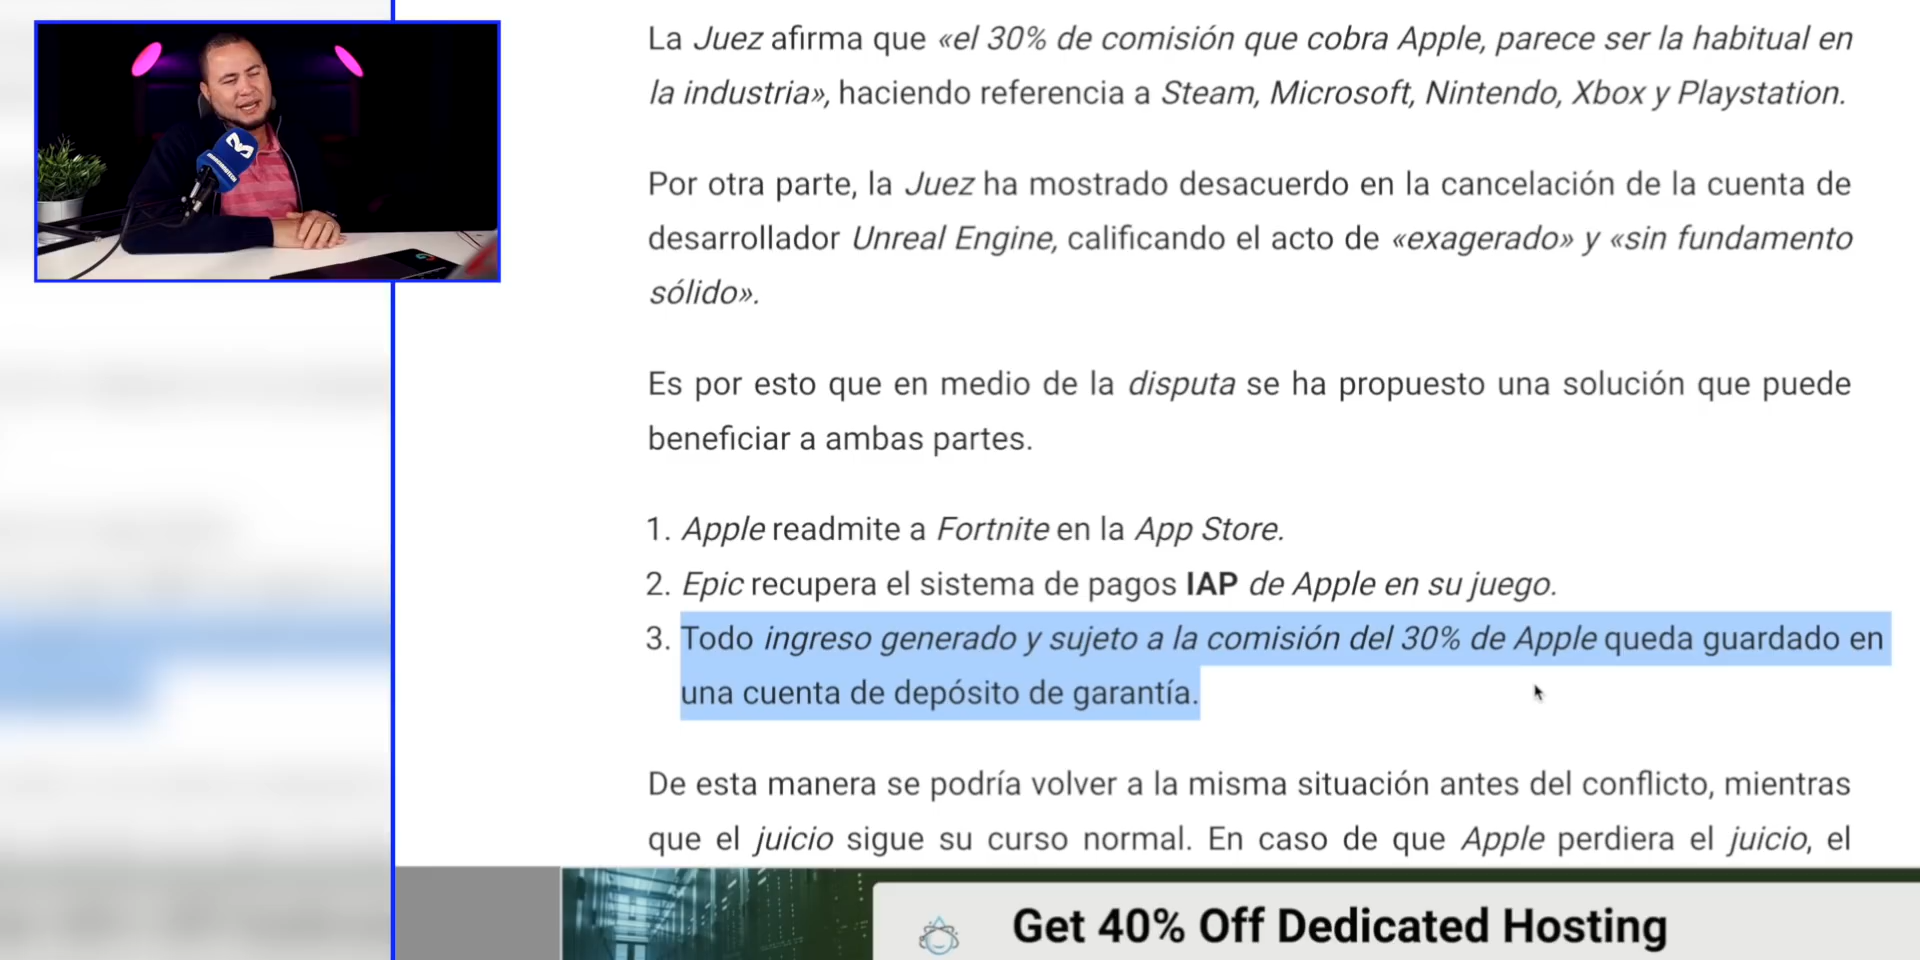 La Juez afirma que «el 30% de comisión que cobra Apple, parece ser la habitual en
la industria», haciendo referencia a Steam, Microsoft, Nintendo, Xbox y Playstation.
Por otra parte, la Juez ha mostrado desacuerdo en la cancelación de la cuenta de
desarrollador Unreal Engine, calificando el acto de «exagerado» y «sin fundamento
sólido».
Es por esto que en medio de la disputa se ha propuesto una solución que puede
beneficiar a ambas partes.
1. Apple readmite a Fortnite en la App Store.
2. Epic recupera el sistema de pagos IAP de Apple en su juego.
3. Todo ingreso generado y sujeto a la comisión del 30% de Apple queda guardado en
una cuenta de depósito de garantía.
De esta manera se podría volver a la misma situación antes del conflicto, mientras
que el juicio sigue su curso normal. En caso de que Apple perdiera el juicio, el
Get 40% Off Dedicated Hosting